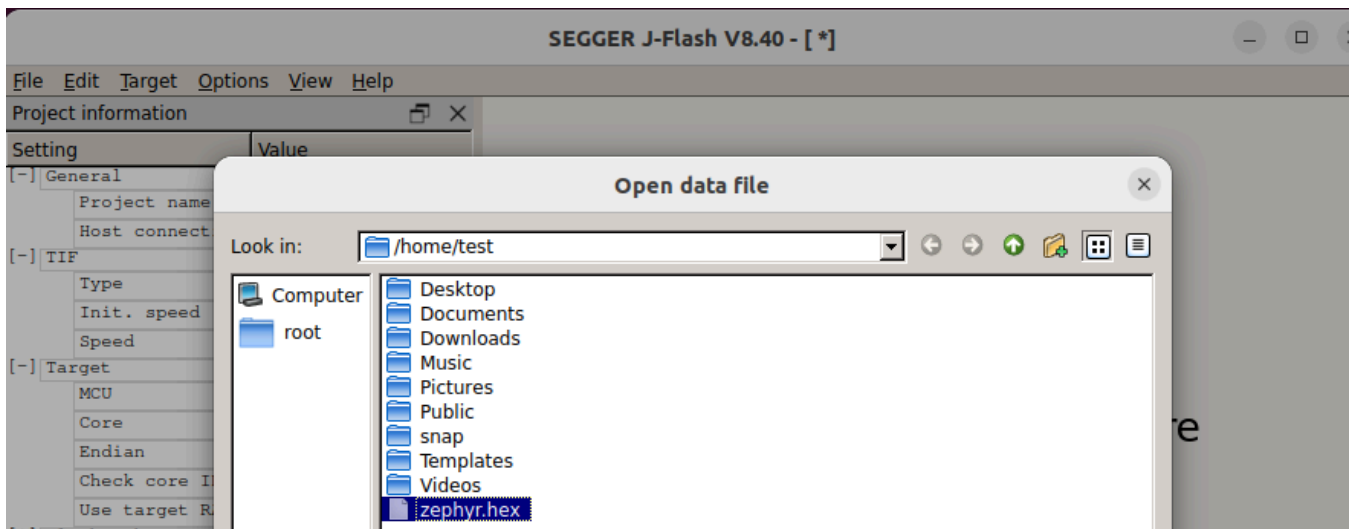 SEGGER J-Flash V8.40 - [ *]
File Edit Target Options View Help
Project information
Setting Value
[-] General
Project name
Host connect
[-] TIF
Type
Init. speed
Speed
[-] Target
MCU
Core
Endian
Check core I
Use target R
Open data file
Look in: /home/test
Computer
root
Desktop
Documents
Downloads
Music
Pictures
Public
snap
Templates
Videos
zephyr.hex
re